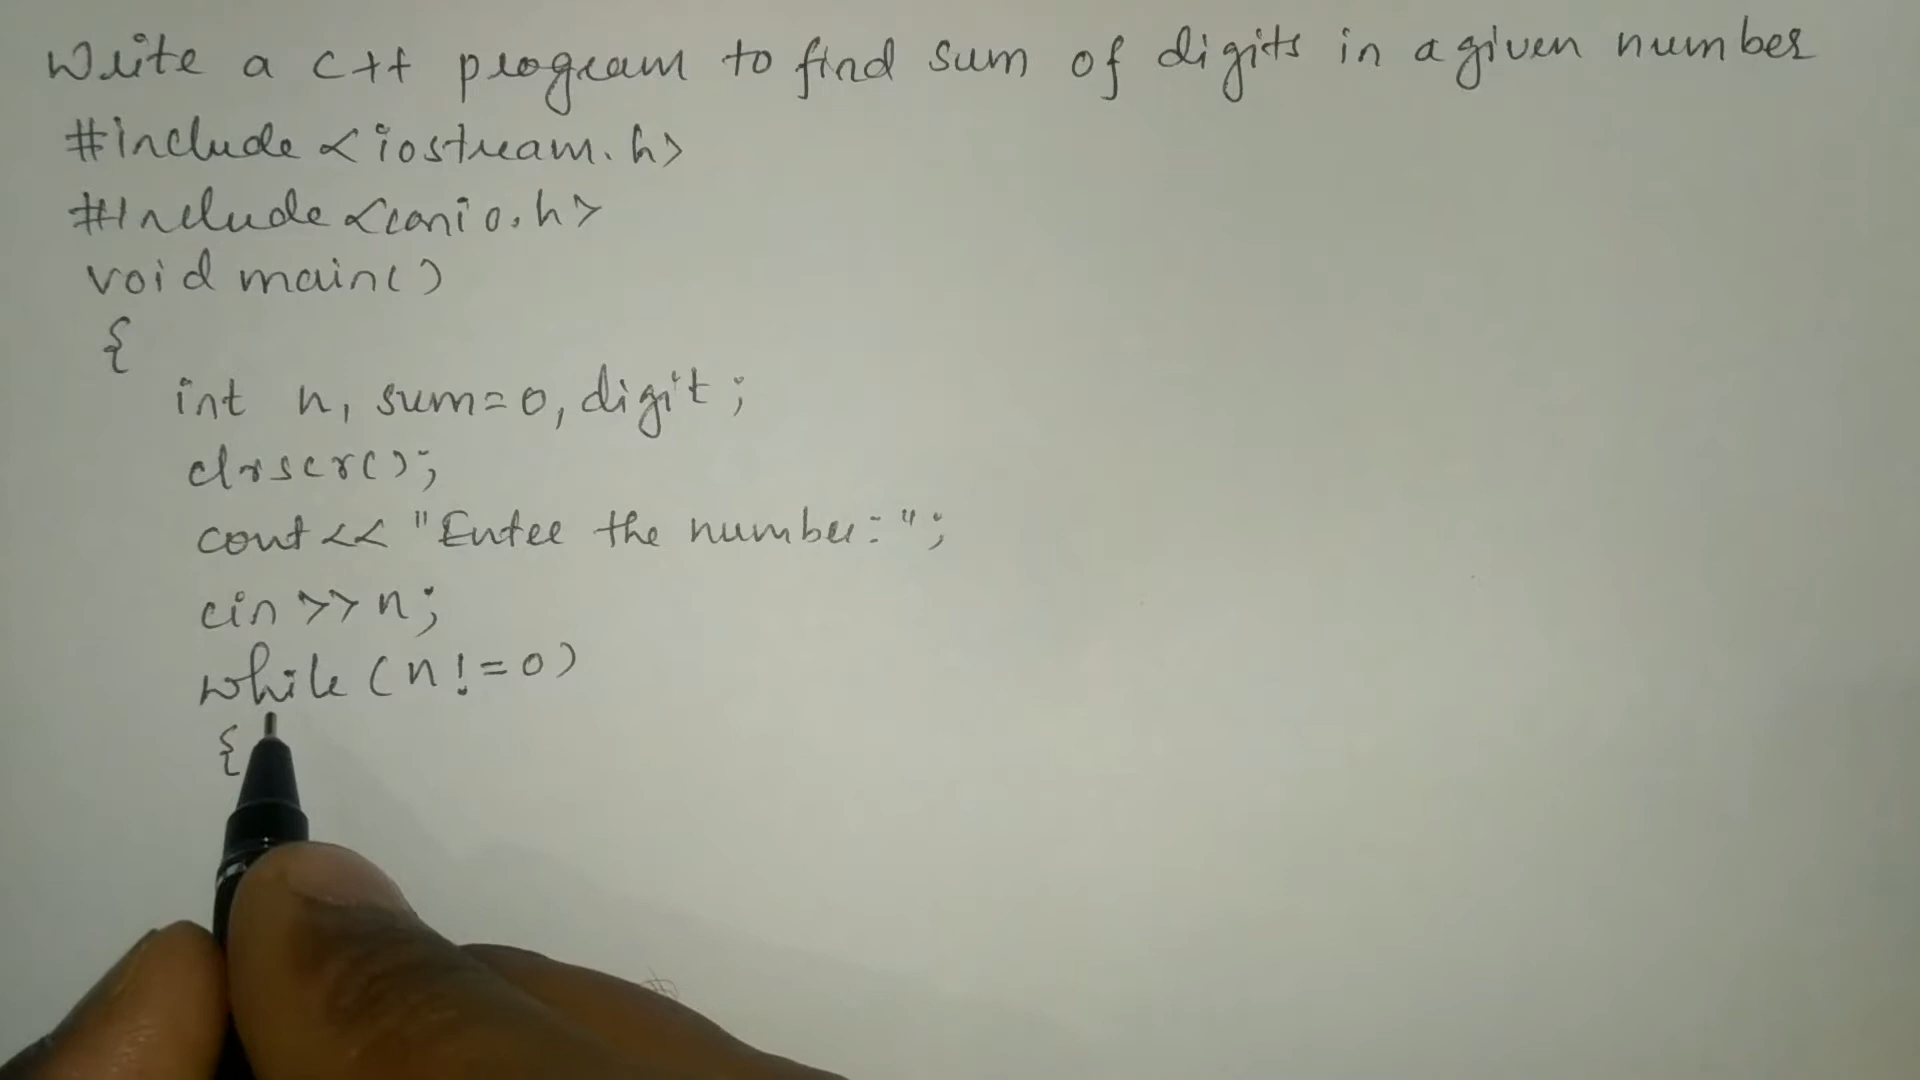 Write a c++ program to find sum of digits in a given number
#include <iostream.h>
#Include <conio.h>
void main()
{
int n, sum=0, digit;
clrscr();
cout << "Enter the number: ";
cin >> n;
while (n!=0)
{